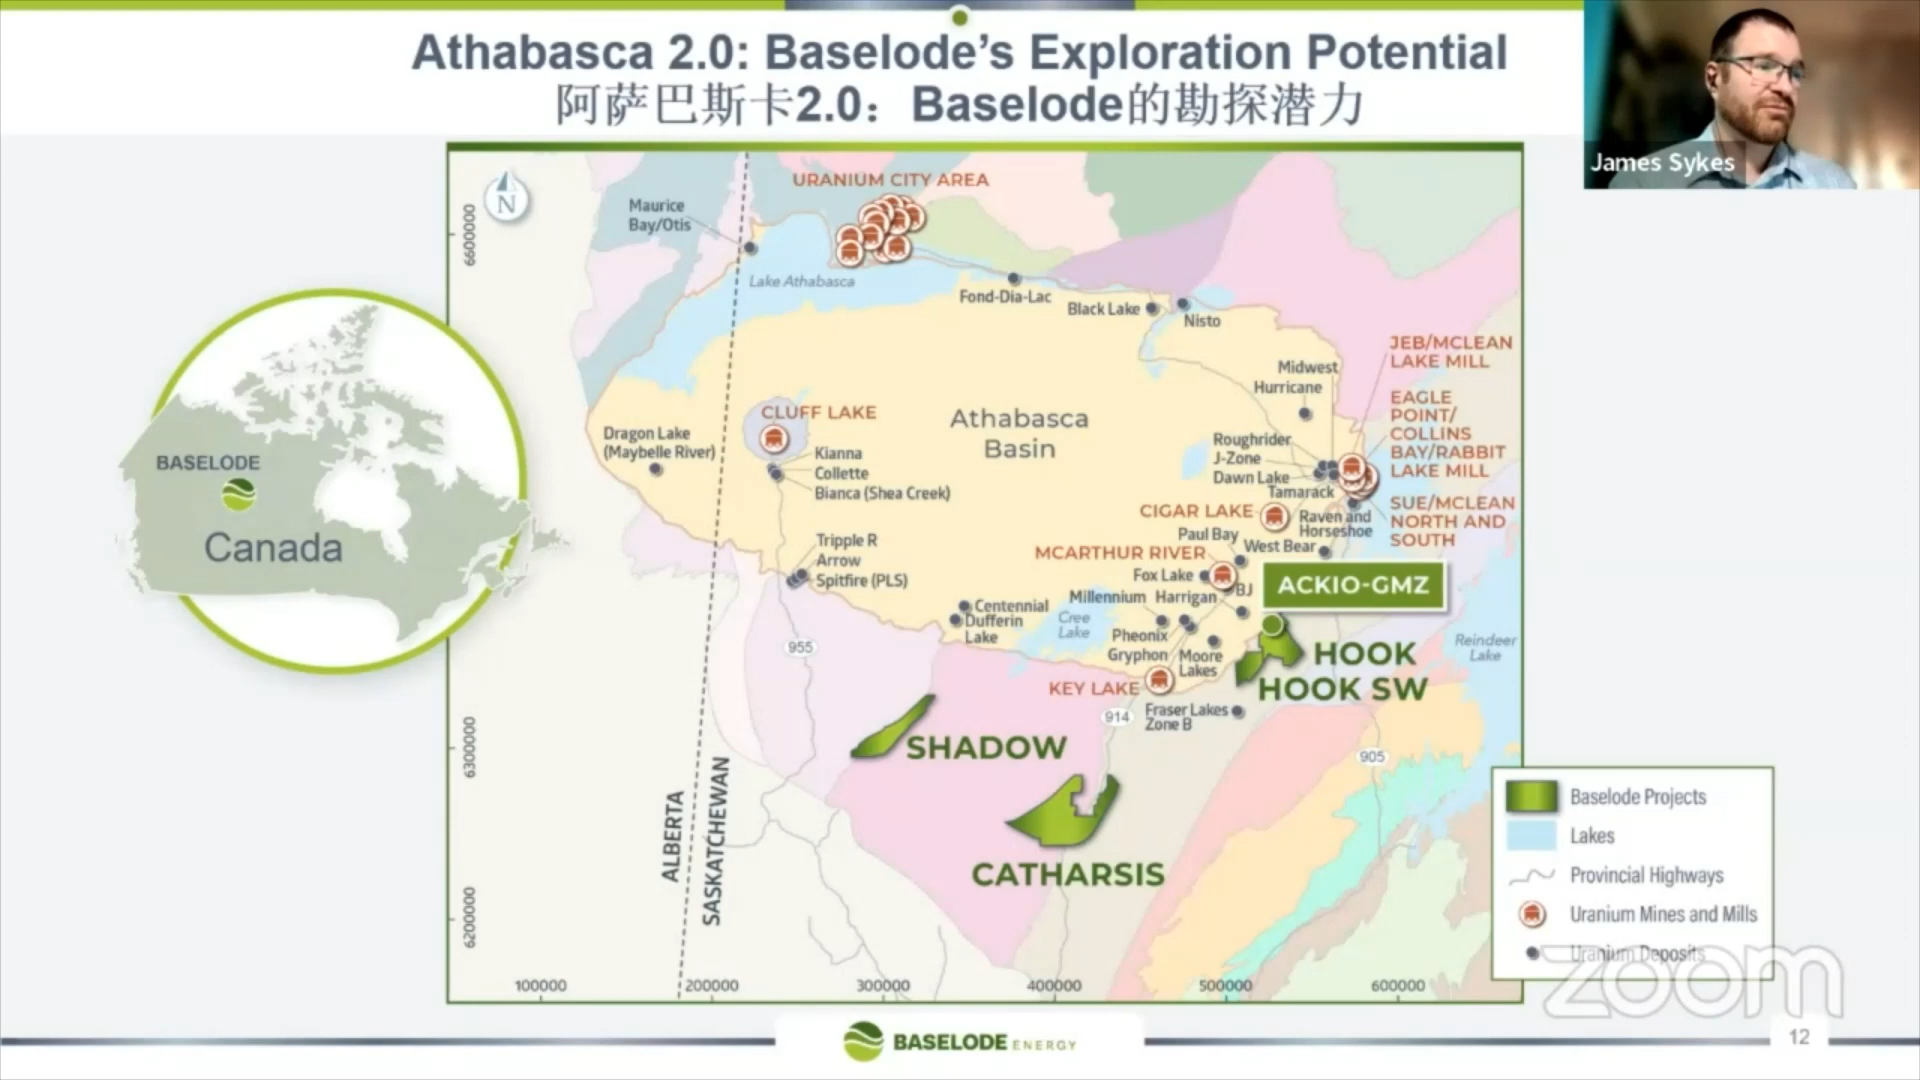 Athabasca 2.0: Baselode's Exploration Potential
阿萨巴斯卡2.0：Baselode的勘探潜力
James Sykes
N
URANIUM CITY AREA
Maurice
Bay/Otis
Lake Athabasca
Fond-Dia-Lac
Black Lake
Nisto
JEB/MCLEAN
LAKE MILL
Midwest
Hurricane
EAGLE
POINT/
COLLINS
BAY/RABBIT
LAKE MILL
CLUFF LAKE
Athabasca
Basin
Dragon Lake
(Maybelle River)
Kianna
Collette
Bianca (Shea Creek)
Roughrider
J-Zone
Dawn Lake
Tamarack
CIGAR LAKE
Raven and
Horseshoe
SUE/MCLEAN
NORTH AND
SOUTH
Paul Bay
West Bear
MCARTHUR RIVER
Tripple R
Arrow
Spitfire (PLS)
Fox Lake
BJ
ACKIO-GMZ
Millennium
Harrigan
Centennial
Dufferin
Lake
Cree
Lake
Pheonix
Gryphon
Moore
Lakes
Reindeer
Lake
HOOK
HOOK SW
KEY LAKE
955
914
Fraser Lakes
Zone B
905
SHADOW
CATHARSIS
ALBERTA
SASKATCHEWAN
6600000
6300000
6200000
100000
200000
300000
400000
500000
600000
BASELODE
Canada
Baselode Projects
Lakes
Provincial Highways
Uranium Mines and Mills
Uranium Deposits
zoom
BASELODE ENERGY
12